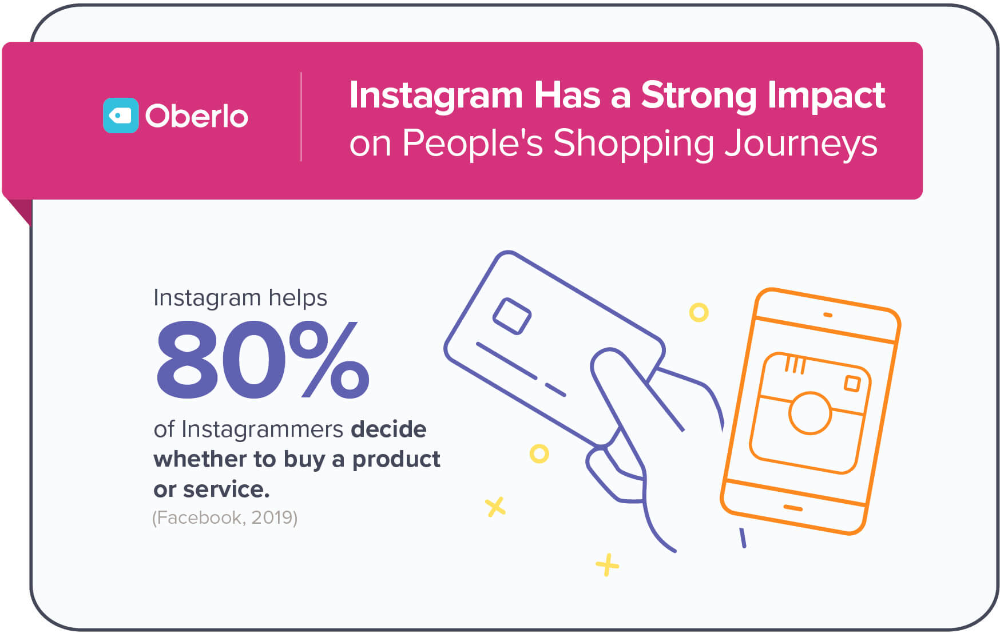 Oberlo
Instagram Has a Strong Impact
on People's Shopping Journeys
Instagram helps
80%
of Instagrammers decide
whether to buy a product
or service.
(Facebook, 2019)